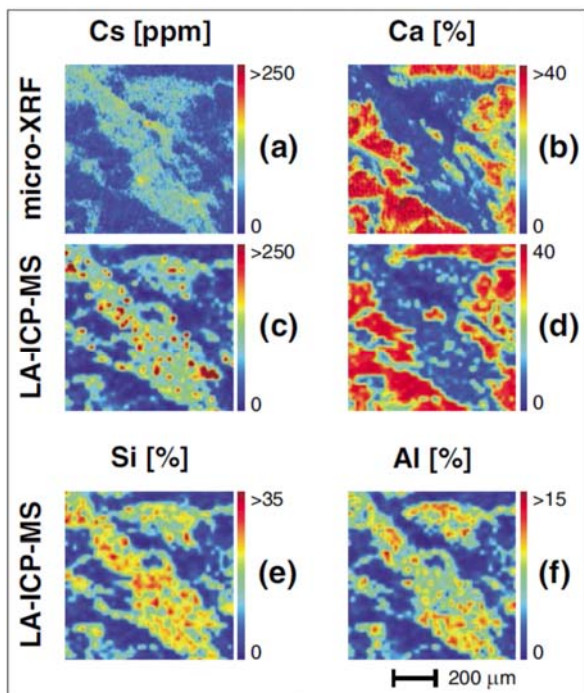 Cs [ppm] Ca [%]
micro-XRF
>250
(a)
0
>40
(b)
0
LA-ICP-MS
>250
(c)
0
40
(d)
0
Si [%] Al [%]
LA-ICP-MS
>35
(e)
0
>15
(f)
0
200 μm